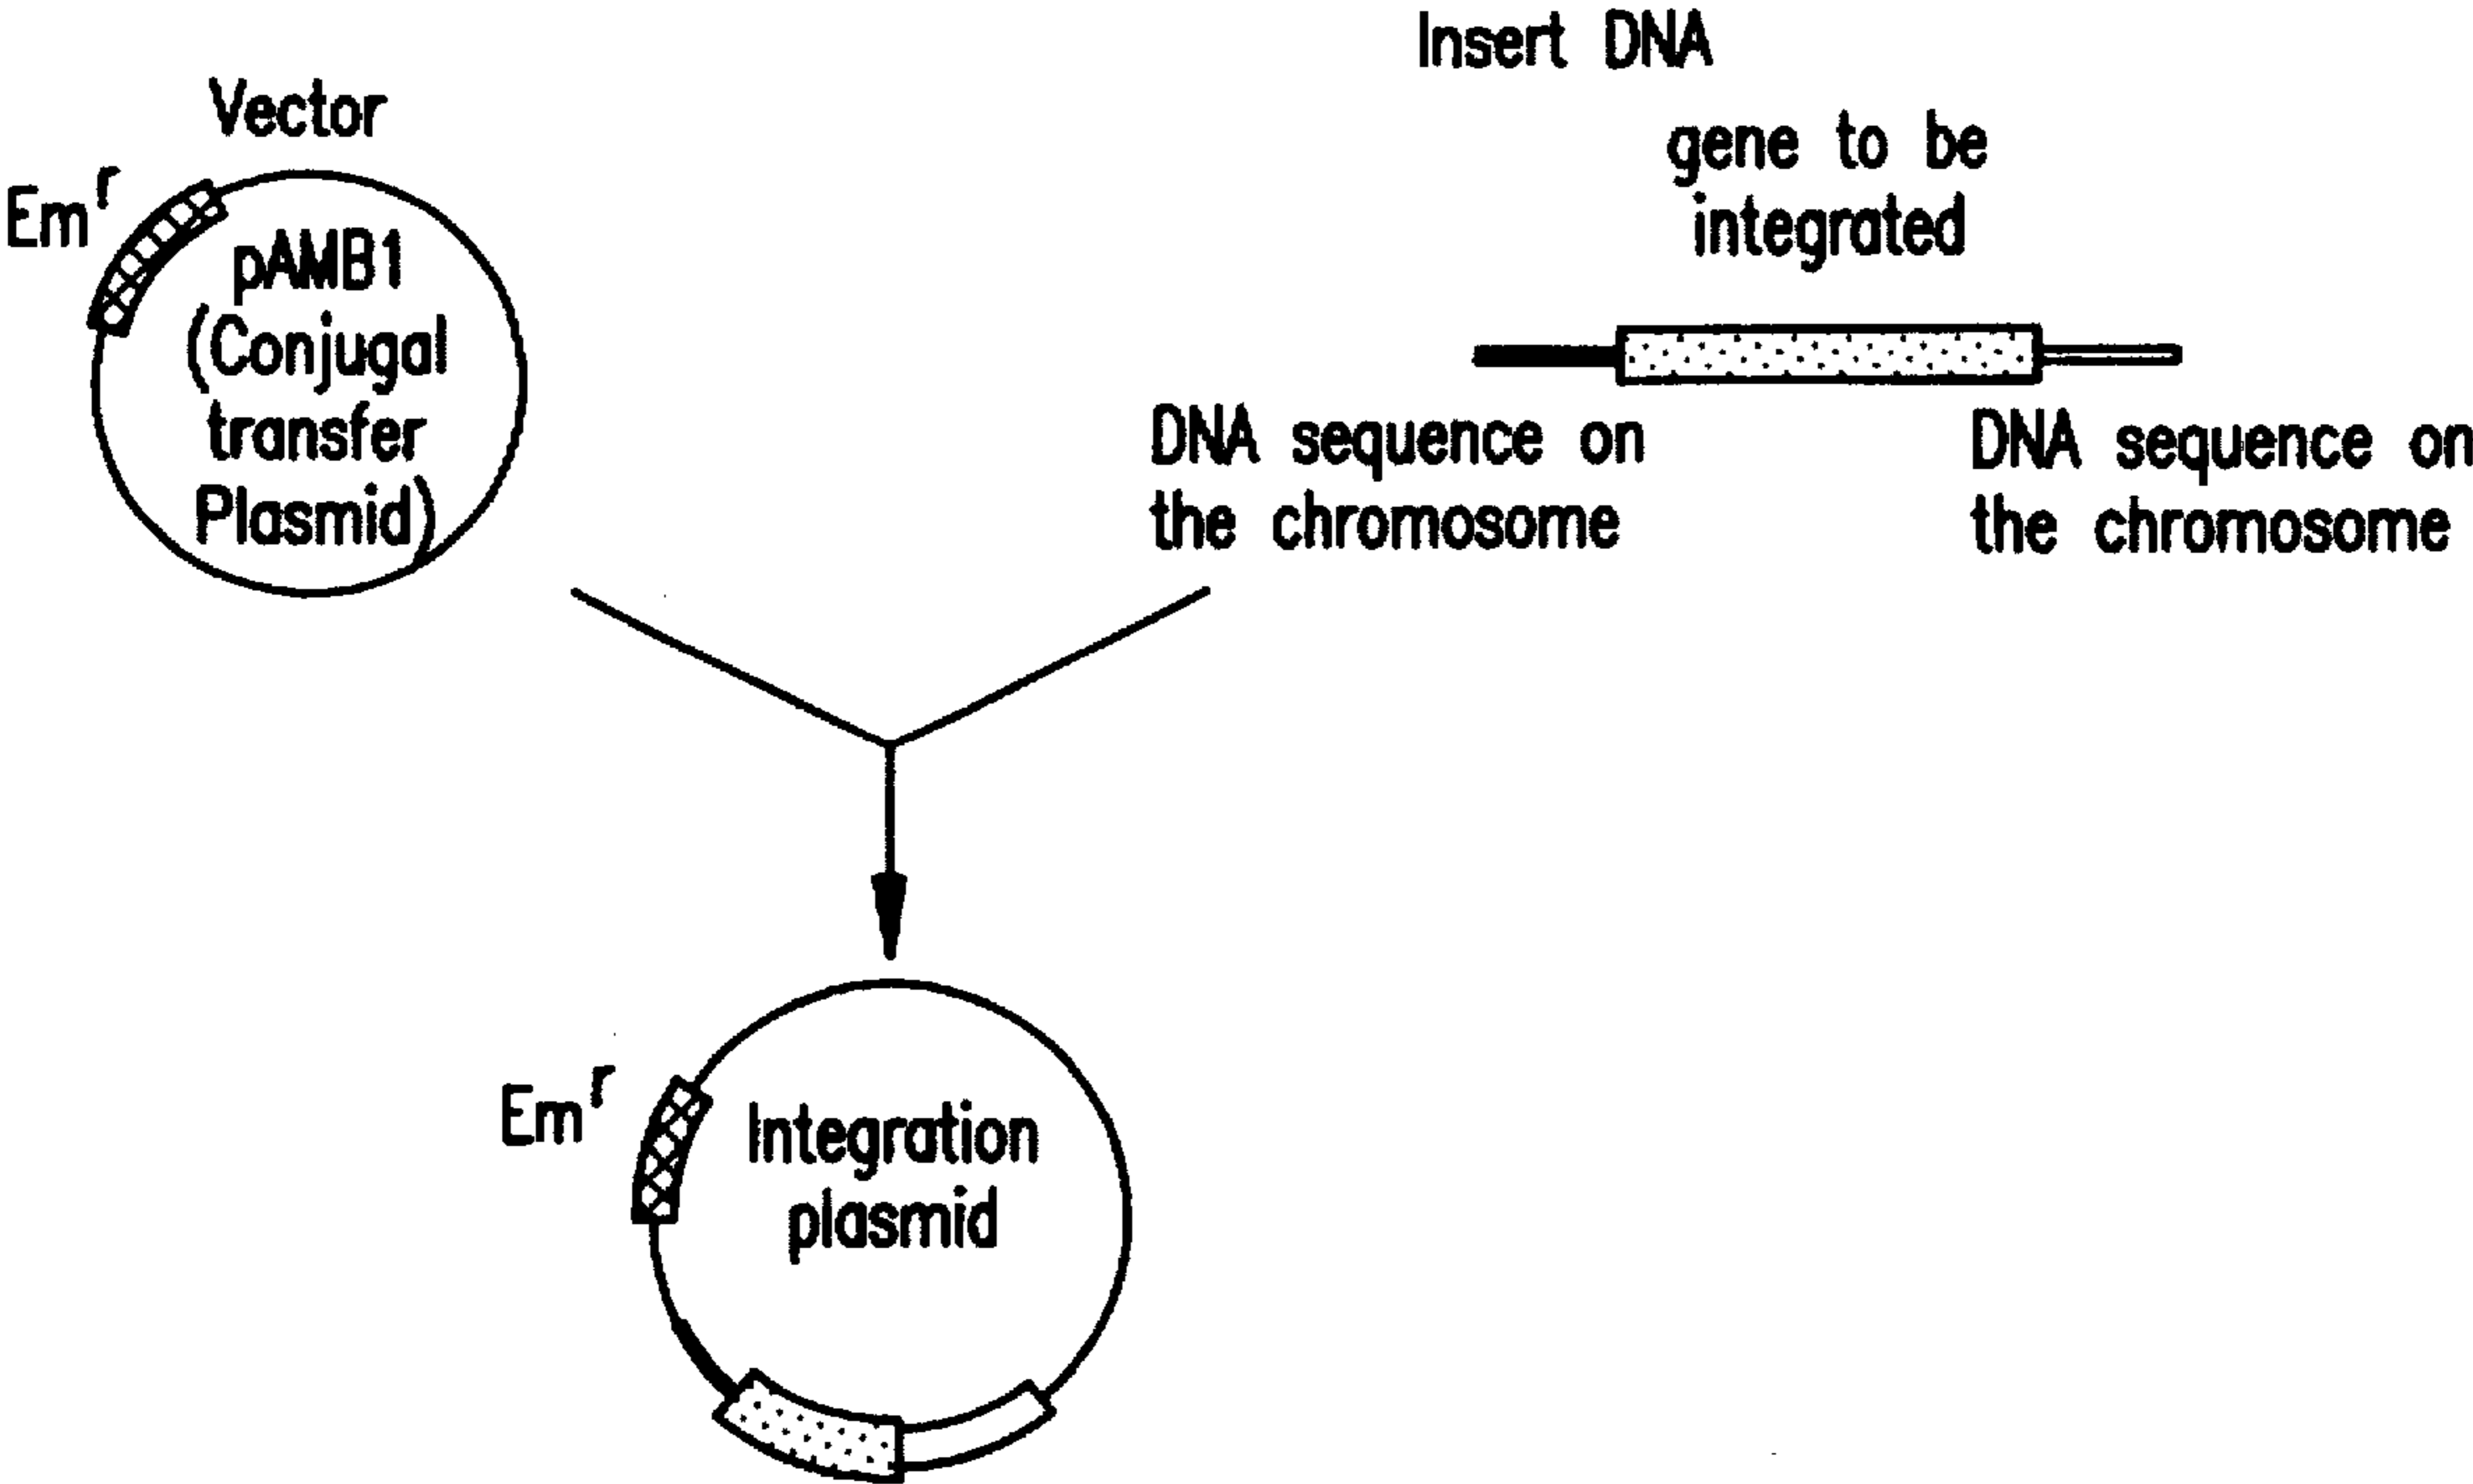 Vector
Em^r
pAMB1
(Conjugal
transfer
Plasmid)
Insert DNA
gene to be
integrated
DNA sequence on
the chromosome
DNA sequence on
the chromosome
Em^r
Integration
plasmid